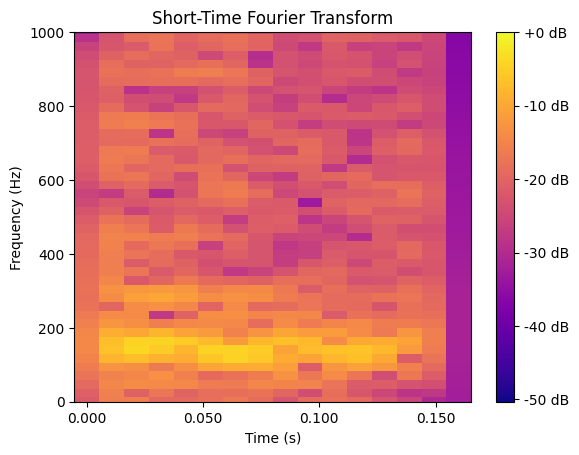 Short-Time Fourier Transform
1000
800
600
400
200
0
Frequency (Hz)
0.000
0.050
0.100
0.150
Time (s)
+0 dB
-10 dB
-20 dB
-30 dB
-40 dB
-50 dB